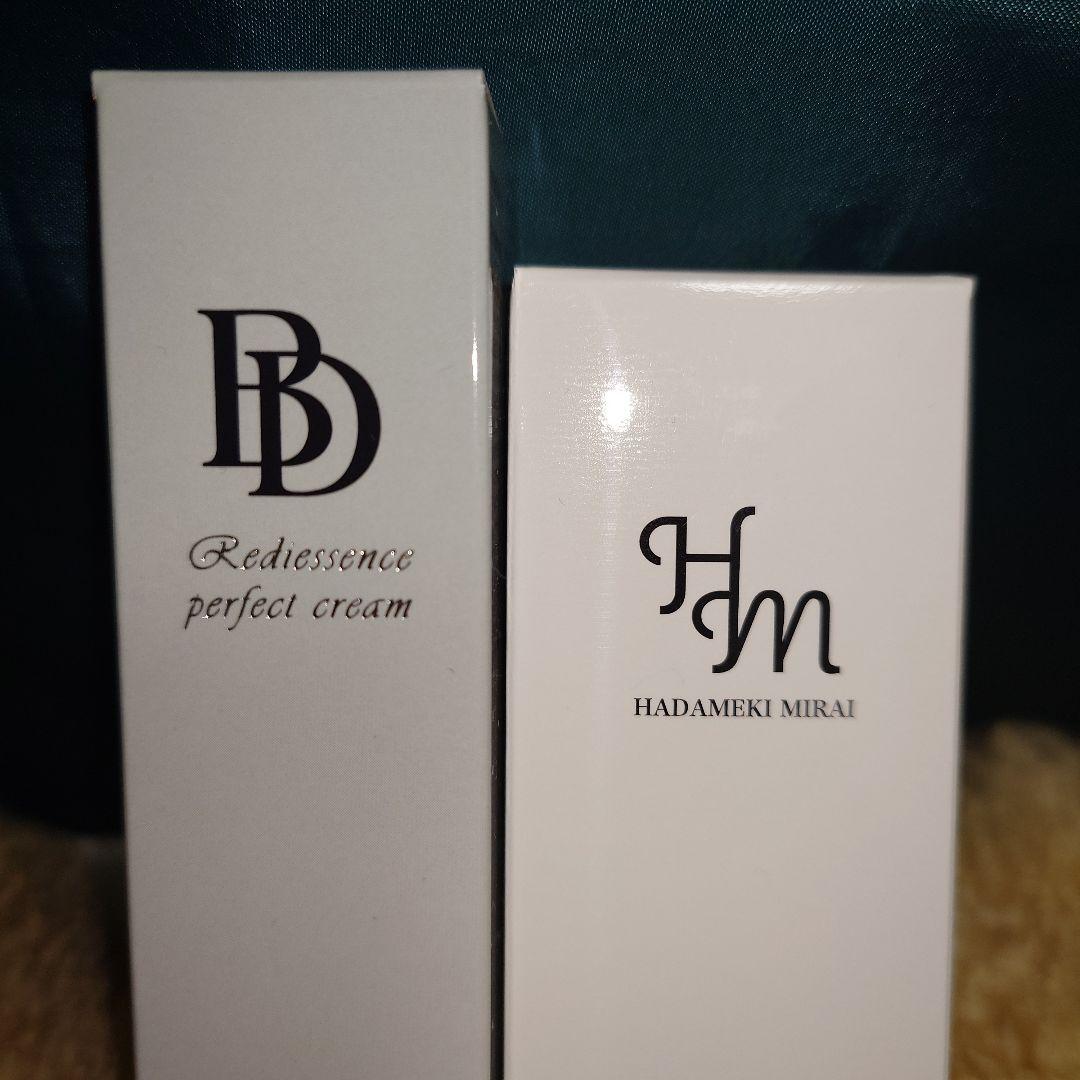 BD
Rediessence
perfect cream
HM
HADAMEKI MIRAI